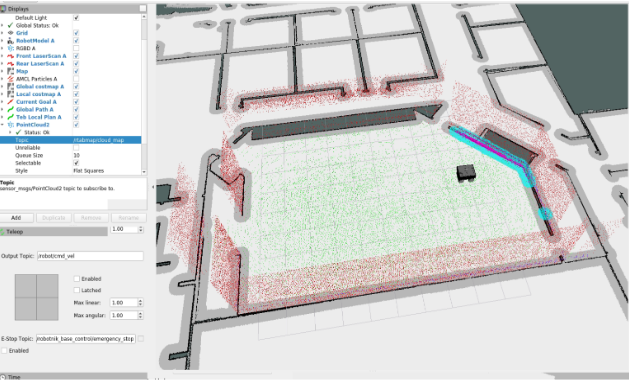 Displays
Default Light
Global Status: Ok
Grid
RobotModel A
RGBD A
Front LaserScan A
Rear LaserScan A
Map
AMCL Particles A
Global costmap A
Local costmap A
Current Goal A
Global Path A
Teb Local Plan A
PointCloud2
Status: Ok
Topic /rtabmap/cloud_map
Unreliable
Queue Size 10
Selectable
Style Flat Squares
Topic
sensor_msgs/PointCloud2 topic to subscribe to.
Add Duplicate Remove Rename
Teleop 1.00
Output Topic: /robot/cmd_vel
Enabled
Latched
Max linear: 1.00
Max angular: 1.00
E-Stop Topic: /robotnik_base_control/emergency_stop
Enabled
Time